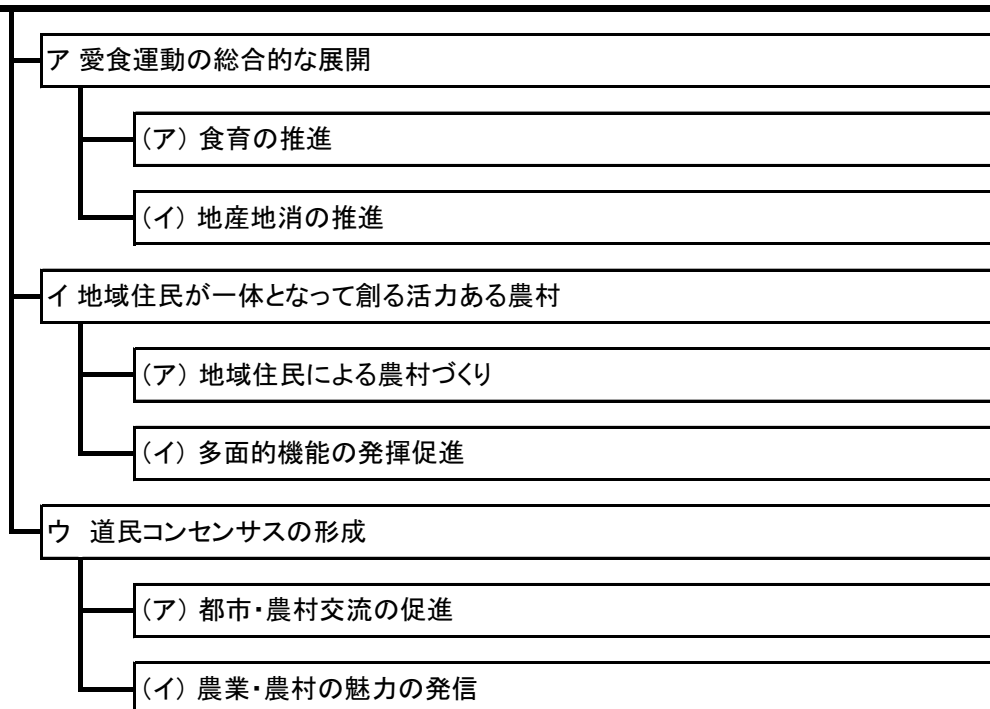 ア 愛食運動の総合的な展開
(ア) 食育の推進
(イ) 地産地消の推進
イ 地域住民が一体となって創る活力ある農村
(ア) 地域住民による農村づくり
(イ) 多面的機能の発揮促進
ウ 道民コンセンサスの形成
(ア) 都市・農村交流の促進
(イ) 農業・農村の魅力の発信